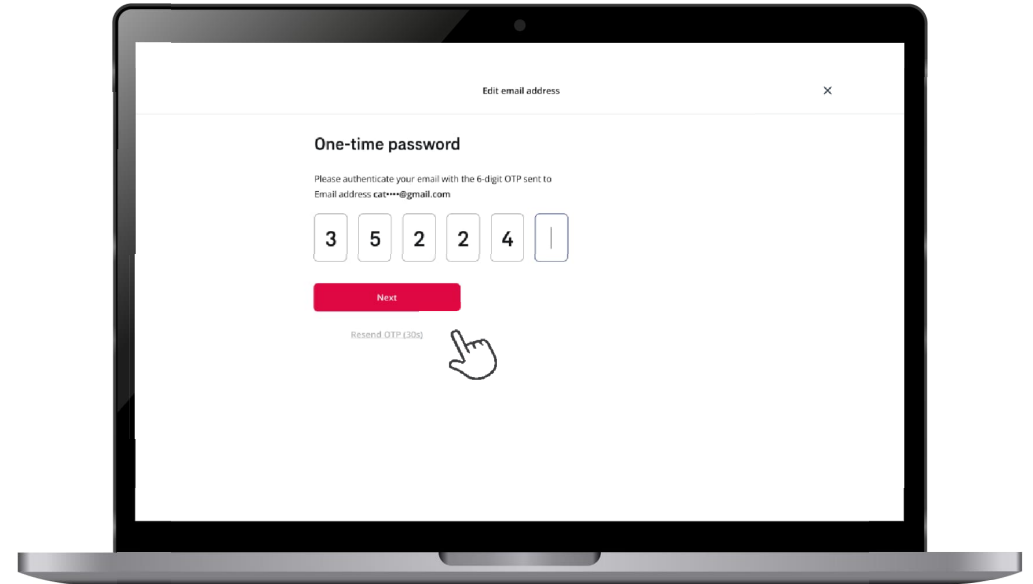 Edit email address ×
One-time password
Please authenticate your email with the 6-digit OTP sent to
Email address cat••••@gmail.com
3 5 2 2 4
Next
Resend OTP (30s)